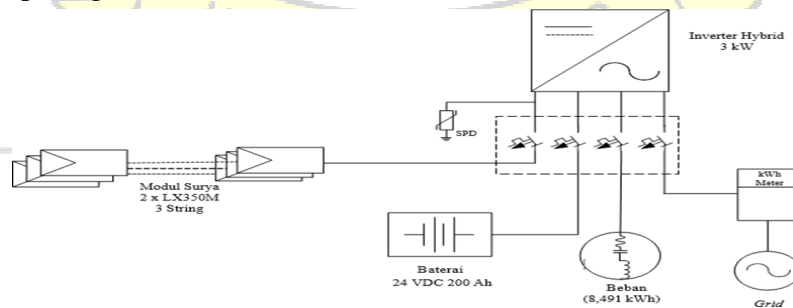 Inverter Hybrid
3 kW
SPD
Modul Surya
2 x LX350M
3 String
kWh
Meter
Baterai
24 VDC 200 Ah
Beban
(8,491 kWh)
Grid